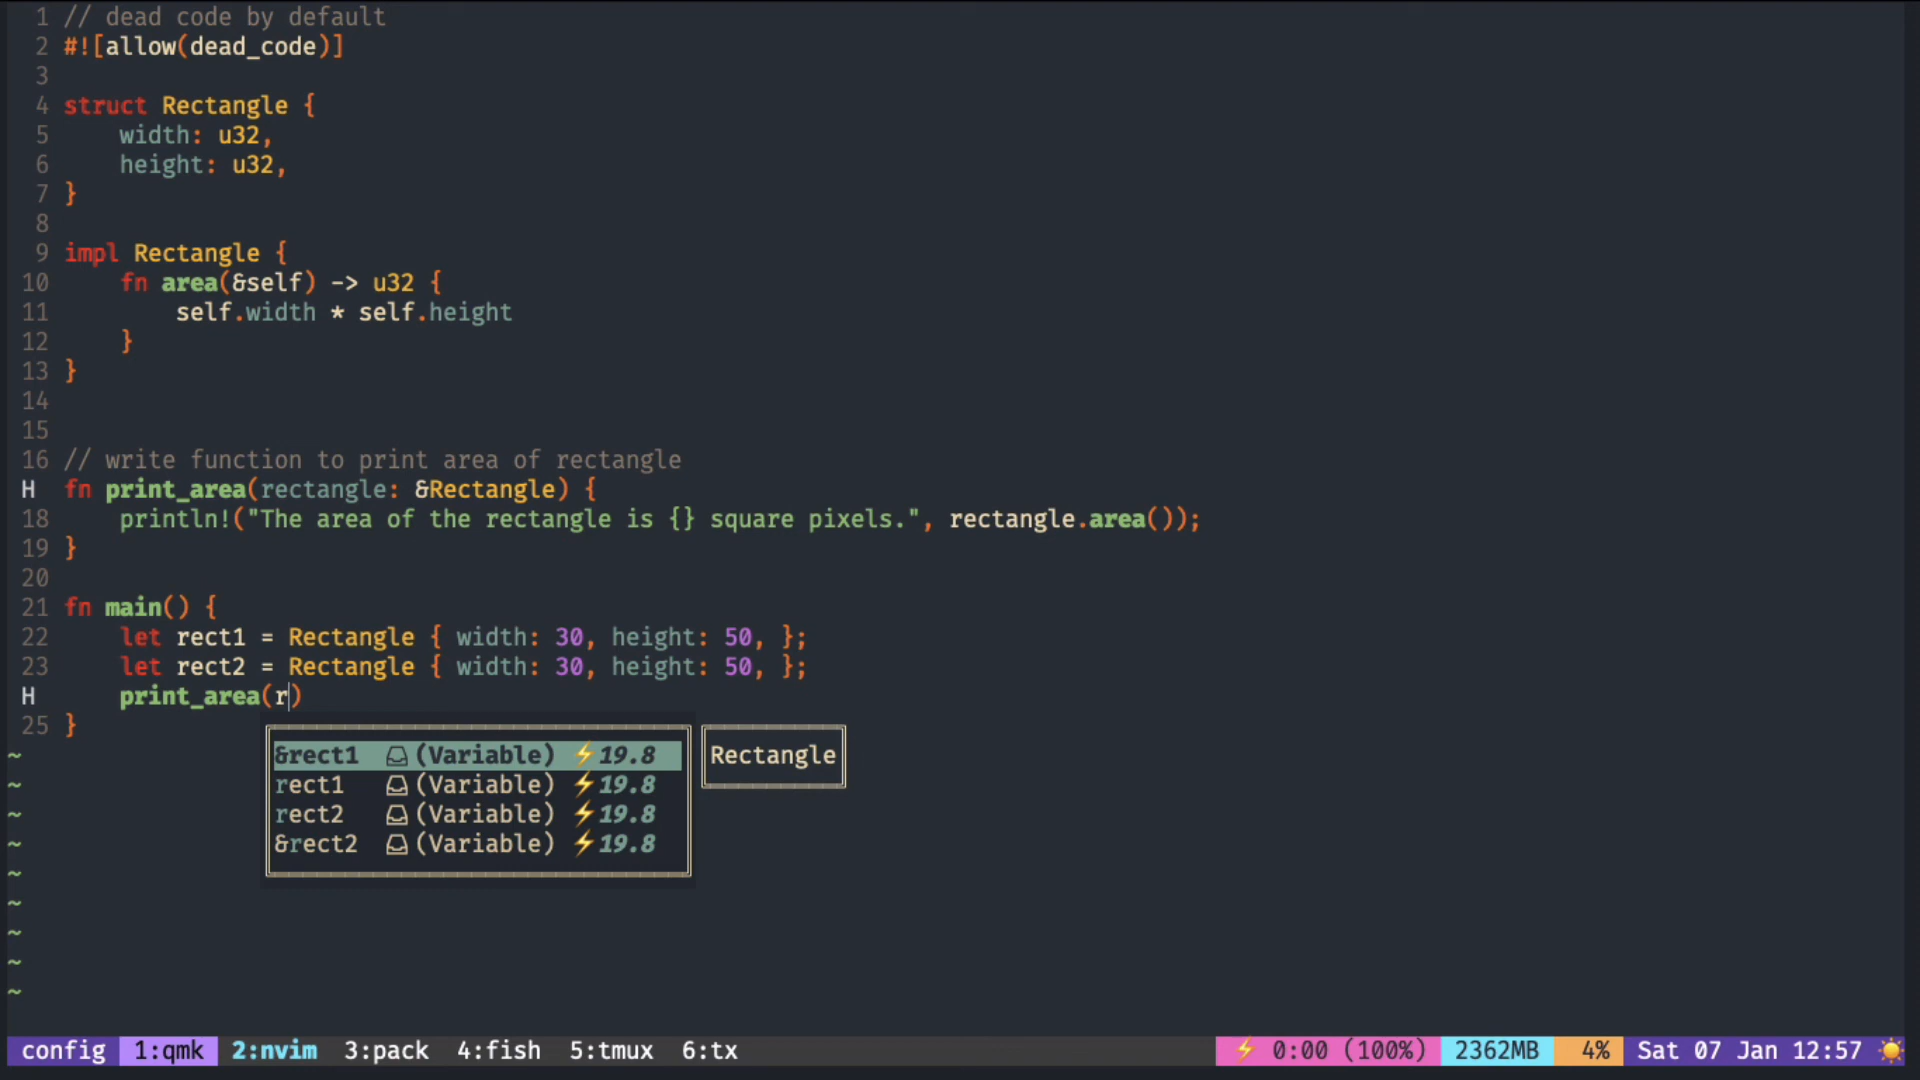 1 // dead code by default
2 #![allow(dead_code)]
3
4 struct Rectangle {
5     width: u32,
6     height: u32,
7 }
8
9 impl Rectangle {
10     fn area(&self) -> u32 {
11         self.width * self.height
12     }
13 }
14
15
16 // write function to print area of rectangle
H fn print_area(rectangle: &Rectangle) {
18     println!("The area of the rectangle is {} square pixels.", rectangle.area());
19 }
20
21 fn main() {
22     let rect1 = Rectangle { width: 30, height: 50, };
23     let rect2 = Rectangle { width: 30, height: 50, };
H     print_area(r)
25 }
~ &rect1 (Variable) ⚡19.8 Rectangle
~ rect1 (Variable) ⚡19.8
~ rect2 (Variable) ⚡19.8
~ &rect2 (Variable) ⚡19.8
~
~
~
~
~
config 1:qmk 2:nvim 3:pack 4:fish 5:tmux 6:tx ⚡ 0:00 (100%) 2362MB 4% Sat 07 Jan 12:57 ☀️